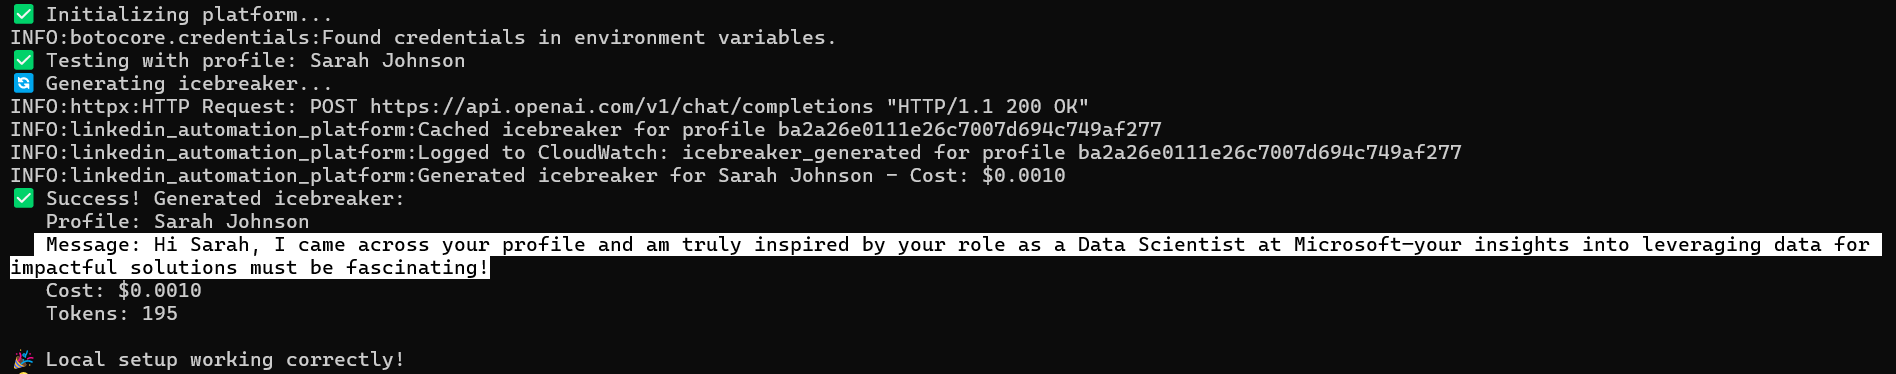 ✅ Initializing platform...
INFO:botocore.credentials:Found credentials in environment variables.
✅ Testing with profile: Sarah Johnson
🔄 Generating icebreaker...
INFO:httpx:HTTP Request: POST https://api.openai.com/v1/chat/completions "HTTP/1.1 200 OK"
INFO:linkedin_automation_platform:Cached icebreaker for profile ba2a26e0111e26c7007d694c749af277
INFO:linkedin_automation_platform:Logged to CloudWatch: icebreaker_generated for profile ba2a26e0111e26c7007d694c749af277
INFO:linkedin_automation_platform:Generated icebreaker for Sarah Johnson - Cost: $0.0010
✅ Success! Generated icebreaker:
Profile: Sarah Johnson
Message: Hi Sarah, I came across your profile and am truly inspired by your role as a Data Scientist at Microsoft—your insights into leveraging data for
impactful solutions must be fascinating!
Cost: $0.0010
Tokens: 195
🎉 Local setup working correctly!